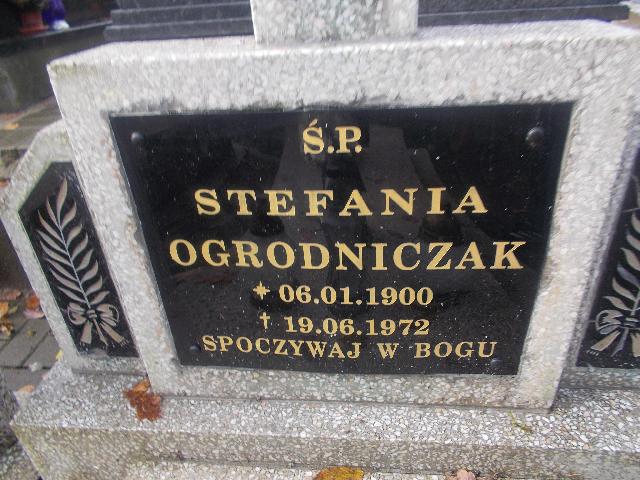 Ś.P.
STEFANIA
OGRODNICZAK
* 06.01.1900
† 19.06.1972
SPOCZYWAJ W BOGU